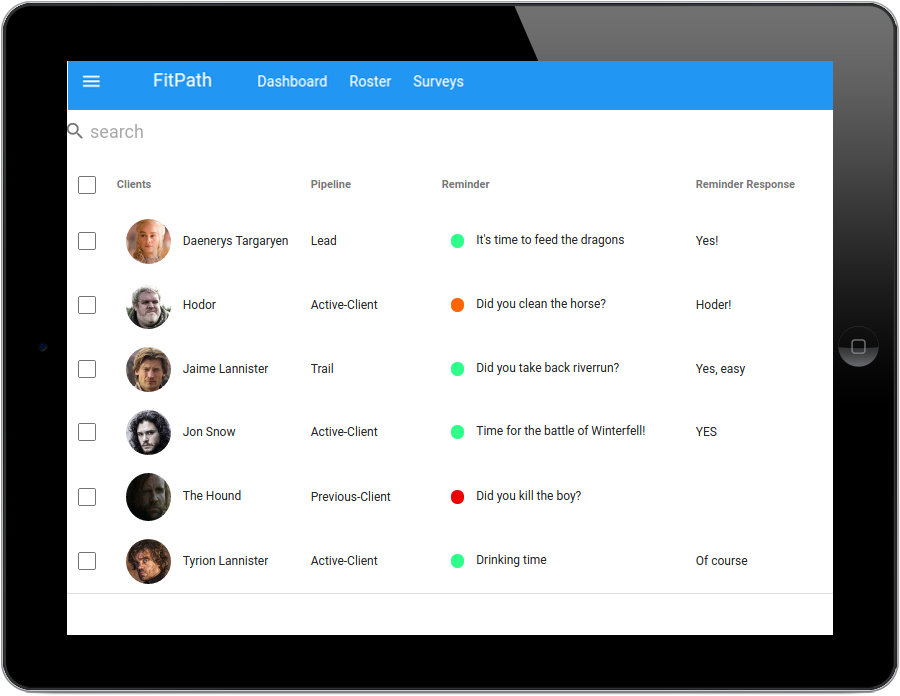 FitPath Dashboard Roster Surveys
search
Clients Pipeline Reminder Reminder Response
Daenerys Targaryen Lead It's time to feed the dragons Yes!
Hodor Active-Client Did you clean the horse? Hoder!
Jaime Lannister Trail Did you take back riverrun? Yes, easy
Jon Snow Active-Client Time for the battle of Winterfell! YES
The Hound Previous-Client Did you kill the boy?
Tyrion Lannister Active-Client Drinking time Of course